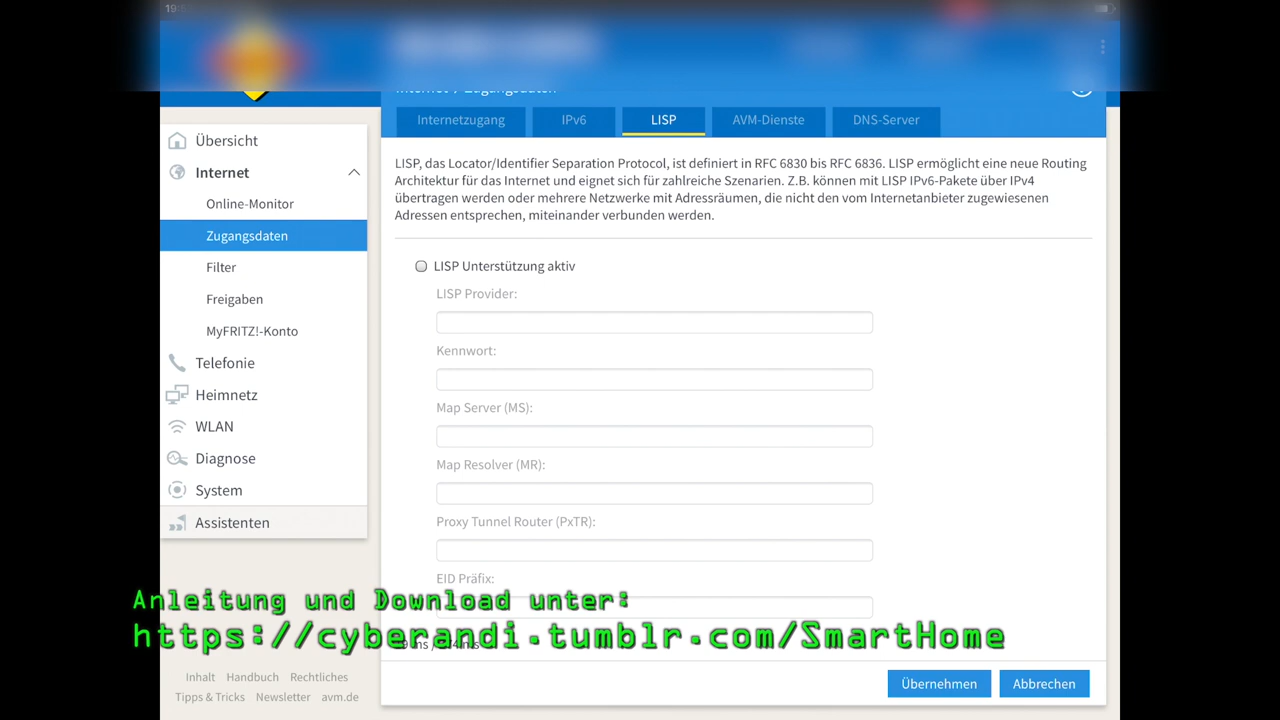 Internet / Zugangsdaten
Internetzugang
IPv6
LISP
AVM-Dienste
DNS-Server
Übersicht
Internet
Online-Monitor
Zugangsdaten
Filter
Freigaben
MyFRITZ!-Konto
Telefonie
Heimnetz
WLAN
Diagnose
System
Assistenten
LISP, das Locator/Identifier Separation Protocol, ist definiert in RFC 6830 bis RFC 6836. LISP ermöglicht eine neue Routing
Architektur für das Internet und eignet sich für zahlreiche Szenarien. Z.B. können mit LISP IPv6-Pakete über IPv4
übertragen werden oder mehrere Netzwerke mit Adressräumen, die nicht den vom Internetanbieter zugewiesenen
Adressen entsprechen, miteinander verbunden werden.
LISP Unterstützung aktiv
LISP Provider:
Kennwort:
Map Server (MS):
Map Resolver (MR):
Proxy Tunnel Router (PxTR):
EID Präfix:
Anleitung und Download unter:
https://cyberandi.tumblr.com/SmartHome
Inhalt Handbuch Rechtliches
Tipps & Tricks Newsletter avm.de
Übernehmen
Abbrechen